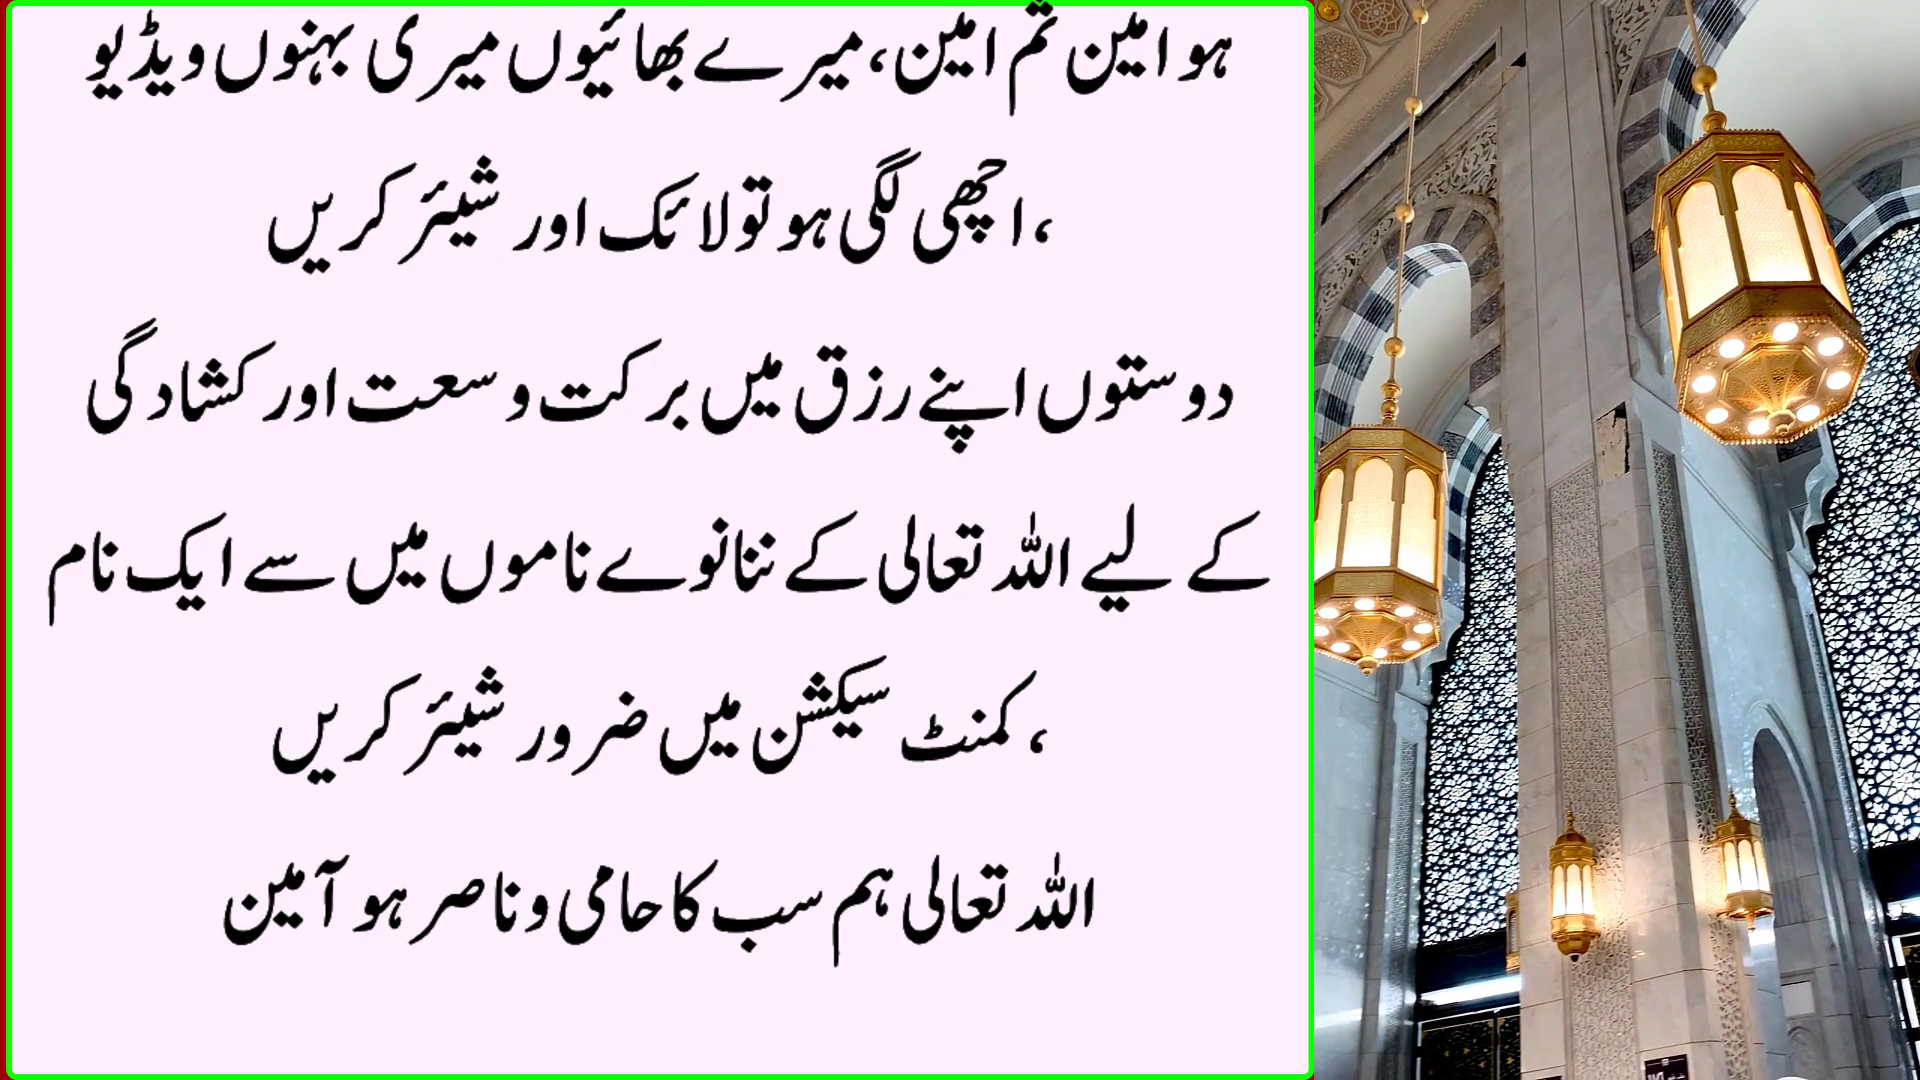 ہو امین ثم امین، میرے بھائیوں میری بہنوں ویڈیو
،اچھی لگی ہو تو لائک اور شیئر کریں
دوستوں اپنے رزق میں برکت وسعت اور کشادگی
کے لیے اللہ تعالی کے ننانوے ناموں میں سے ایک نام
،کمنٹ سیکشن میں ضرور شیئر کریں
اللہ تعالی ہم سب کا حامی و ناصر ہو آمین